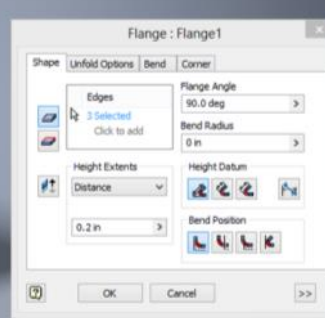 Flange : Flange1
Shape Unfold Options Bend Corner
Edges
3 Selected
Click to add
Flange Angle
90.0 deg
Bend Radius
0 in
Height Extents
Distance
0.2 in
Height Datum
Bend Position
OK Cancel >>